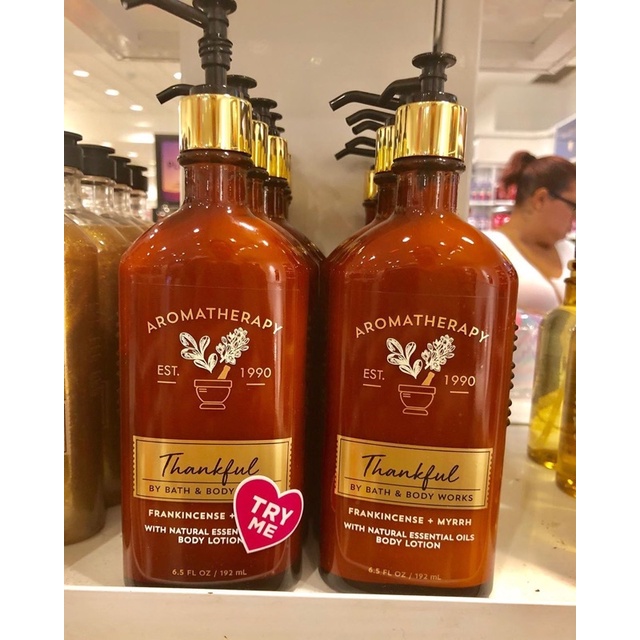 AROMATHERAPY
EST. 1990
Thankful
BY BATH & BODY
FRANKINCENSE +
WITH NATURAL ESSEN
BODY LOTION
6.5 FL OZ / 192 mL
TRY
ME
AROMATHERAPY
EST. 1990
Thankful
BY BATH & BODY WORKS
FRANKINCENSE + MYRRH
WITH NATURAL ESSENTIAL OILS
BODY LOTION
6.5 FL OZ / 192 mL